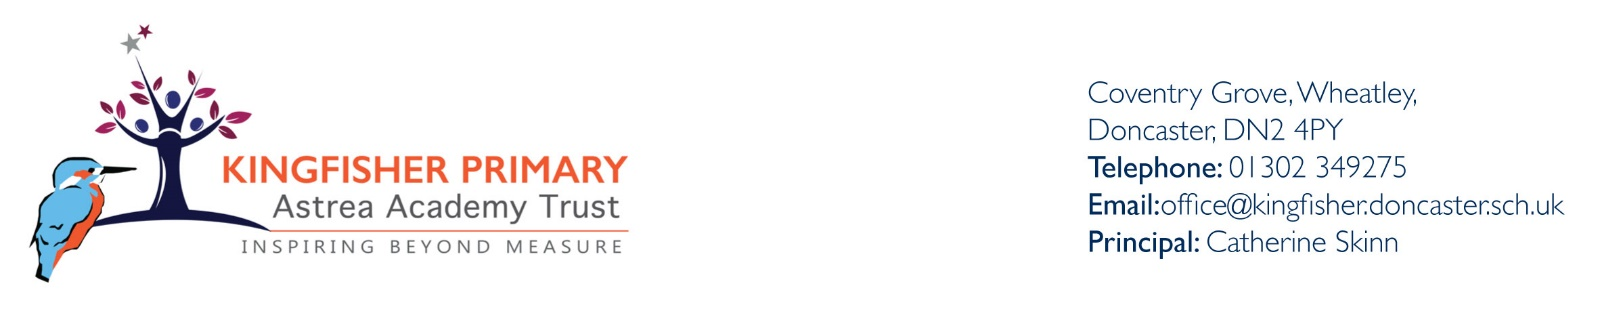 KINGFISHER PRIMARY
Astrea Academy Trust
INSPIRING BEYOND MEASURE
Coventry Grove, Wheatley,
Doncaster, DN2 4PY
Telephone: 01302 349275
Email:office@kingfisher.doncaster.sch.uk
Principal: Catherine Skinn